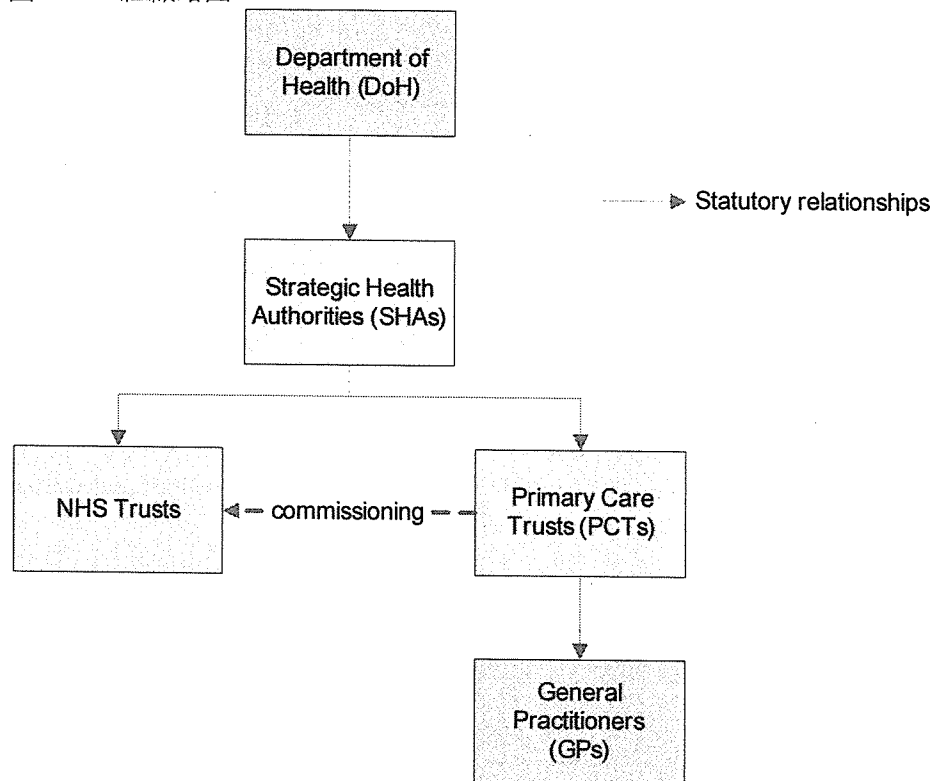 Department of
Health (DoH)
Statutory relationships
Strategic Health
Authorities (SHAs)
NHS Trusts
commissioning
Primary Care
Trusts (PCTs)
General
Practitioners
(GPs)